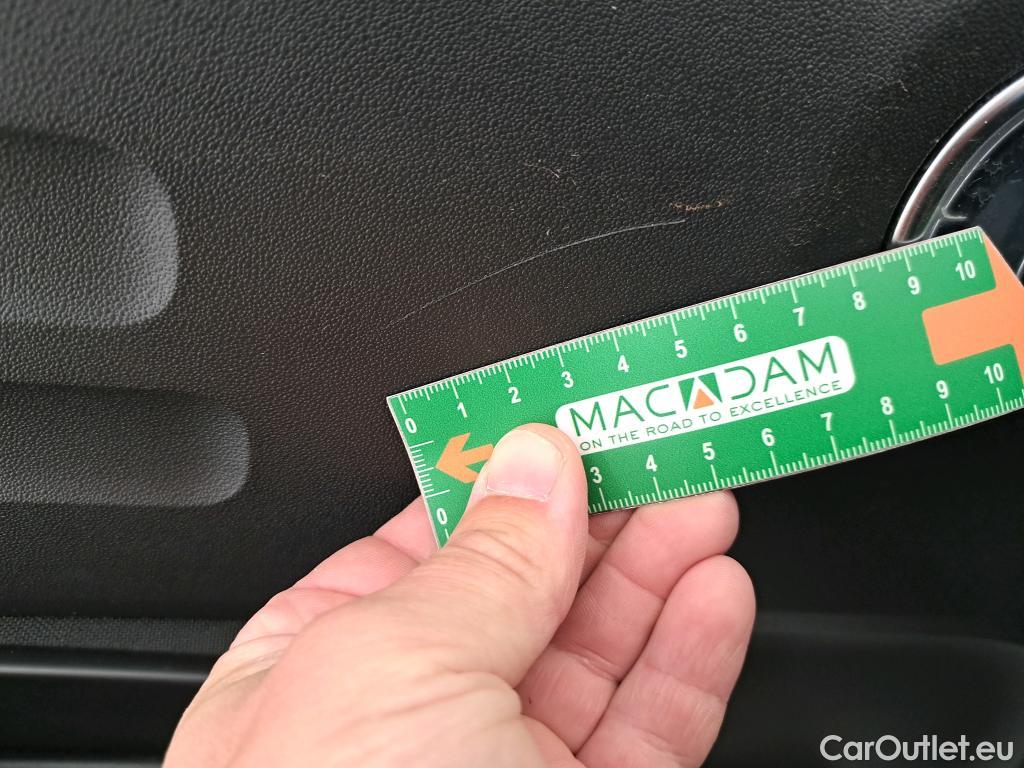 0 1 2 3 4 5 6 7 8 9 10
MACADAM
ON THE ROAD TO EXCELLENCE
0 3 4 5 6 7 8 9 10
CarOutlet.eu